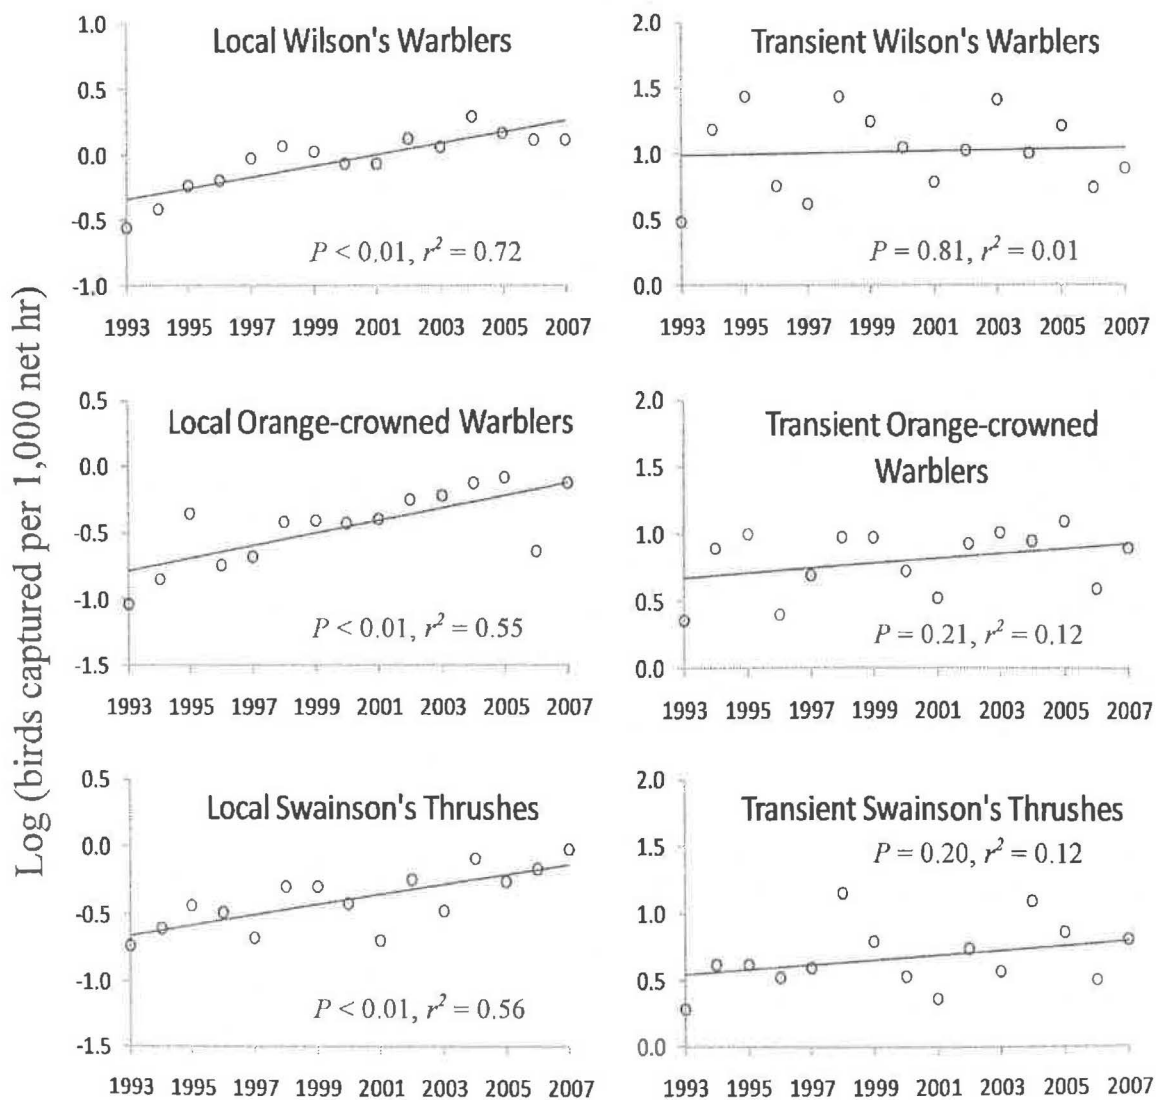 Log (birds captured per 1,000 net hr)
Local Wilson's Warblers
1.0
0.5
0.0
-0.5
-1.0
P < 0.01, r² = 0.72
1993 1995 1997 1999 2001 2003 2005 2007
Transient Wilson's Warblers
2.0
1.5
1.0
0.5
0.0
P = 0.81, r² = 0.01
1993 1995 1997 1999 2001 2003 2005 2007
Local Orange-crowned Warblers
0.5
0.0
-0.5
-1.0
-1.5
P < 0.01, r² = 0.55
1993 1995 1997 1999 2001 2003 2005 2007
Transient Orange-crowned
Warblers
2.0
1.5
1.0
0.5
0.0
P = 0.21, r² = 0.12
1993 1995 1997 1999 2001 2003 2005 2007
Local Swainson's Thrushes
0.5
0.0
-0.5
-1.0
-1.5
P < 0.01, r² = 0.56
1993 1995 1997 1999 2001 2003 2005 2007
Transient Swainson's Thrushes
P = 0.20, r² = 0.12
2.0
1.5
1.0
0.5
0.0
1993 1995 1997 1999 2001 2003 2005 2007